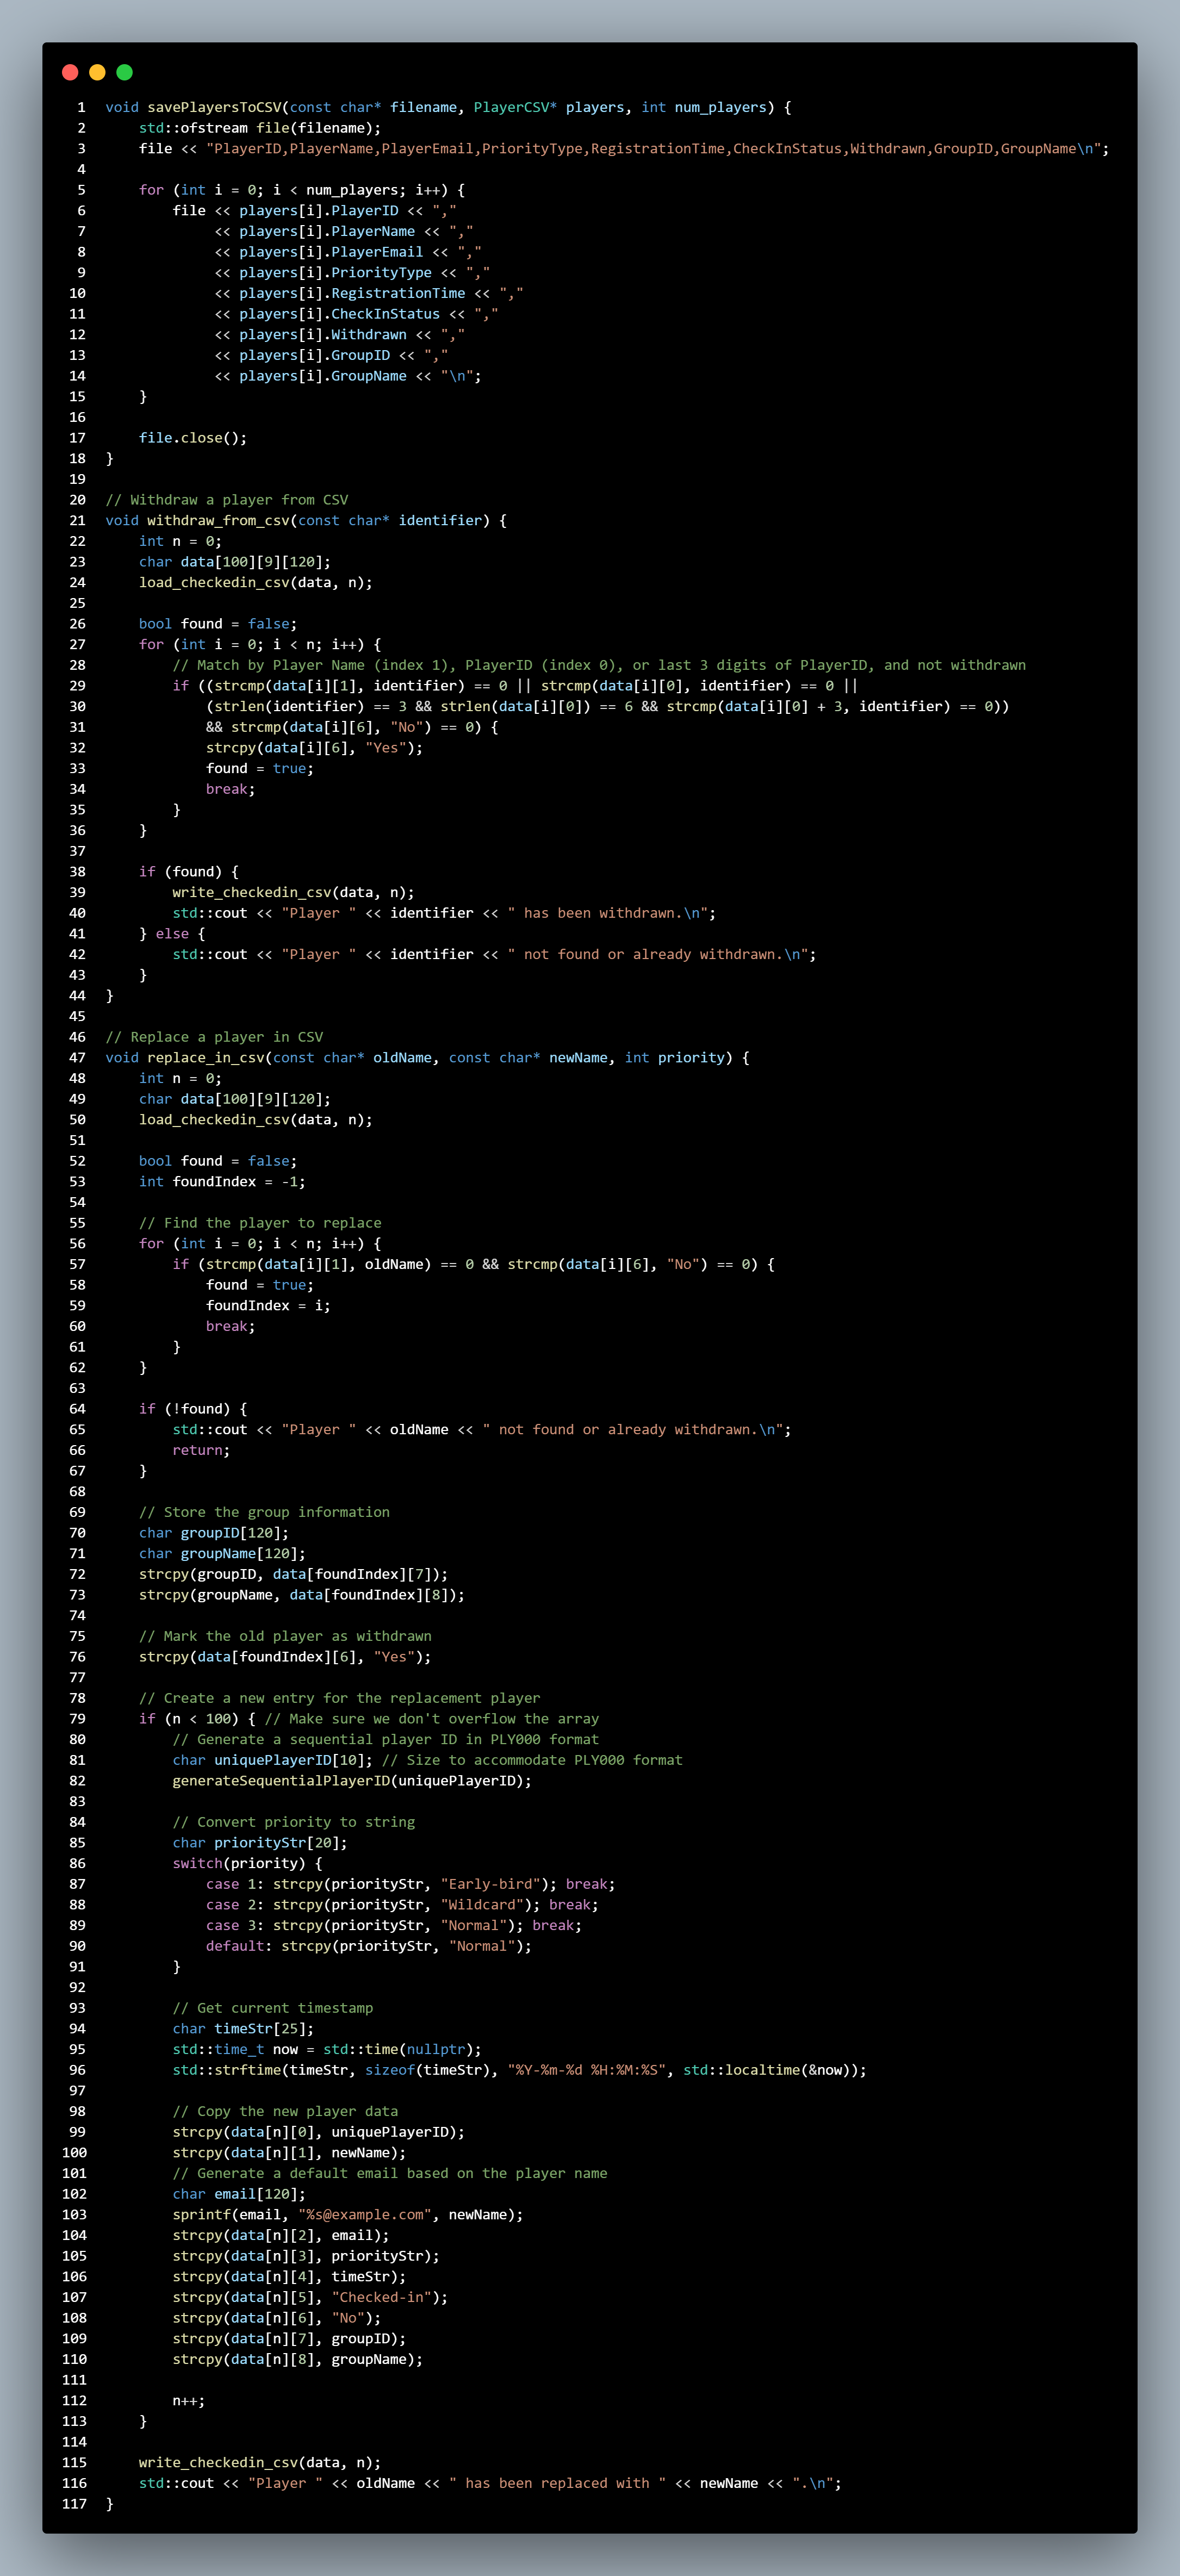 1 void savePlayersToCSV(const char* filename, PlayerCSV* players, int num_players) {
2     std::ofstream file(filename);
3     file << "PlayerID,PlayerName,PlayerEmail,PriorityType,RegistrationTime,CheckInStatus,Withdrawn,GroupID,GroupName\n";
4
5     for (int i = 0; i < num_players; i++) {
6         file << players[i].PlayerID << ","
7              << players[i].PlayerName << ","
8              << players[i].PlayerEmail << ","
9              << players[i].PriorityType << ","
10              << players[i].RegistrationTime << ","
11              << players[i].CheckInStatus << ","
12              << players[i].Withdrawn << ","
13              << players[i].GroupID << ","
14              << players[i].GroupName << "\n";
15     }
16
17     file.close();
18 }
19
20 // Withdraw a player from CSV
21 void withdraw_from_csv(const char* identifier) {
22     int n = 0;
23     char data[100][9][120];
24     load_checkedin_csv(data, n);
25
26     bool found = false;
27     for (int i = 0; i < n; i++) {
28         // Match by Player Name (index 1), PlayerID (index 0), or last 3 digits of PlayerID, and not withdrawn
29         if ((strcmp(data[i][1], identifier) == 0 || strcmp(data[i][0], identifier) == 0 ||
30             (strlen(identifier) == 3 && strlen(data[i][0]) == 6 && strcmp(data[i][0] + 3, identifier) == 0))
31             && strcmp(data[i][6], "No") == 0) {
32             strcpy(data[i][6], "Yes");
33             found = true;
34             break;
35         }
36     }
37
38     if (found) {
39         write_checkedin_csv(data, n);
40         std::cout << "Player " << identifier << " has been withdrawn.\n";
41     } else {
42         std::cout << "Player " << identifier << " not found or already withdrawn.\n";
43     }
44 }
45
46 // Replace a player in CSV
47 void replace_in_csv(const char* oldName, const char* newName, int priority) {
48     int n = 0;
49     char data[100][9][120];
50     load_checkedin_csv(data, n);
51
52     bool found = false;
53     int foundIndex = -1;
54
55     // Find the player to replace
56     for (int i = 0; i < n; i++) {
57         if (strcmp(data[i][1], oldName) == 0 && strcmp(data[i][6], "No") == 0) {
58             found = true;
59             foundIndex = i;
60             break;
61         }
62     }
63
64     if (!found) {
65         std::cout << "Player " << oldName << " not found or already withdrawn.\n";
66         return;
67     }
68
69     // Store the group information
70     char groupID[120];
71     char groupName[120];
72     strcpy(groupID, data[foundIndex][7]);
73     strcpy(groupName, data[foundIndex][8]);
74
75     // Mark the old player as withdrawn
76     strcpy(data[foundIndex][6], "Yes");
77
78     // Create a new entry for the replacement player
79     if (n < 100) { // Make sure we don't overflow the array
80         // Generate a sequential player ID in PLY000 format
81         char uniquePlayerID[10]; // Size to accommodate PLY000 format
82         generateSequentialPlayerID(uniquePlayerID);
83
84         // Convert priority to string
85         char priorityStr[20];
86         switch(priority) {
87             case 1: strcpy(priorityStr, "Early-bird"); break;
88             case 2: strcpy(priorityStr, "Wildcard"); break;
89             case 3: strcpy(priorityStr, "Normal"); break;
90             default: strcpy(priorityStr, "Normal");
91         }
92
93         // Get current timestamp
94         char timeStr[25];
95         std::time_t now = std::time(nullptr);
96         std::strftime(timeStr, sizeof(timeStr), "%Y-%m-%d %H:%M:%S", std::localtime(&now));
97
98         // Copy the new player data
99         strcpy(data[n][0], uniquePlayerID);
100         strcpy(data[n][1], newName);
101         // Generate a default email based on the player name
102         char email[120];
103         sprintf(email, "%s@example.com", newName);
104         strcpy(data[n][2], email);
105         strcpy(data[n][3], priorityStr);
106         strcpy(data[n][4], timeStr);
107         strcpy(data[n][5], "Checked-in");
108         strcpy(data[n][6], "No");
109         strcpy(data[n][7], groupID);
110         strcpy(data[n][8], groupName);
111
112         n++;
113     }
114
115     write_checkedin_csv(data, n);
116     std::cout << "Player " << oldName << " has been replaced with " << newName << ".\n";
117 }